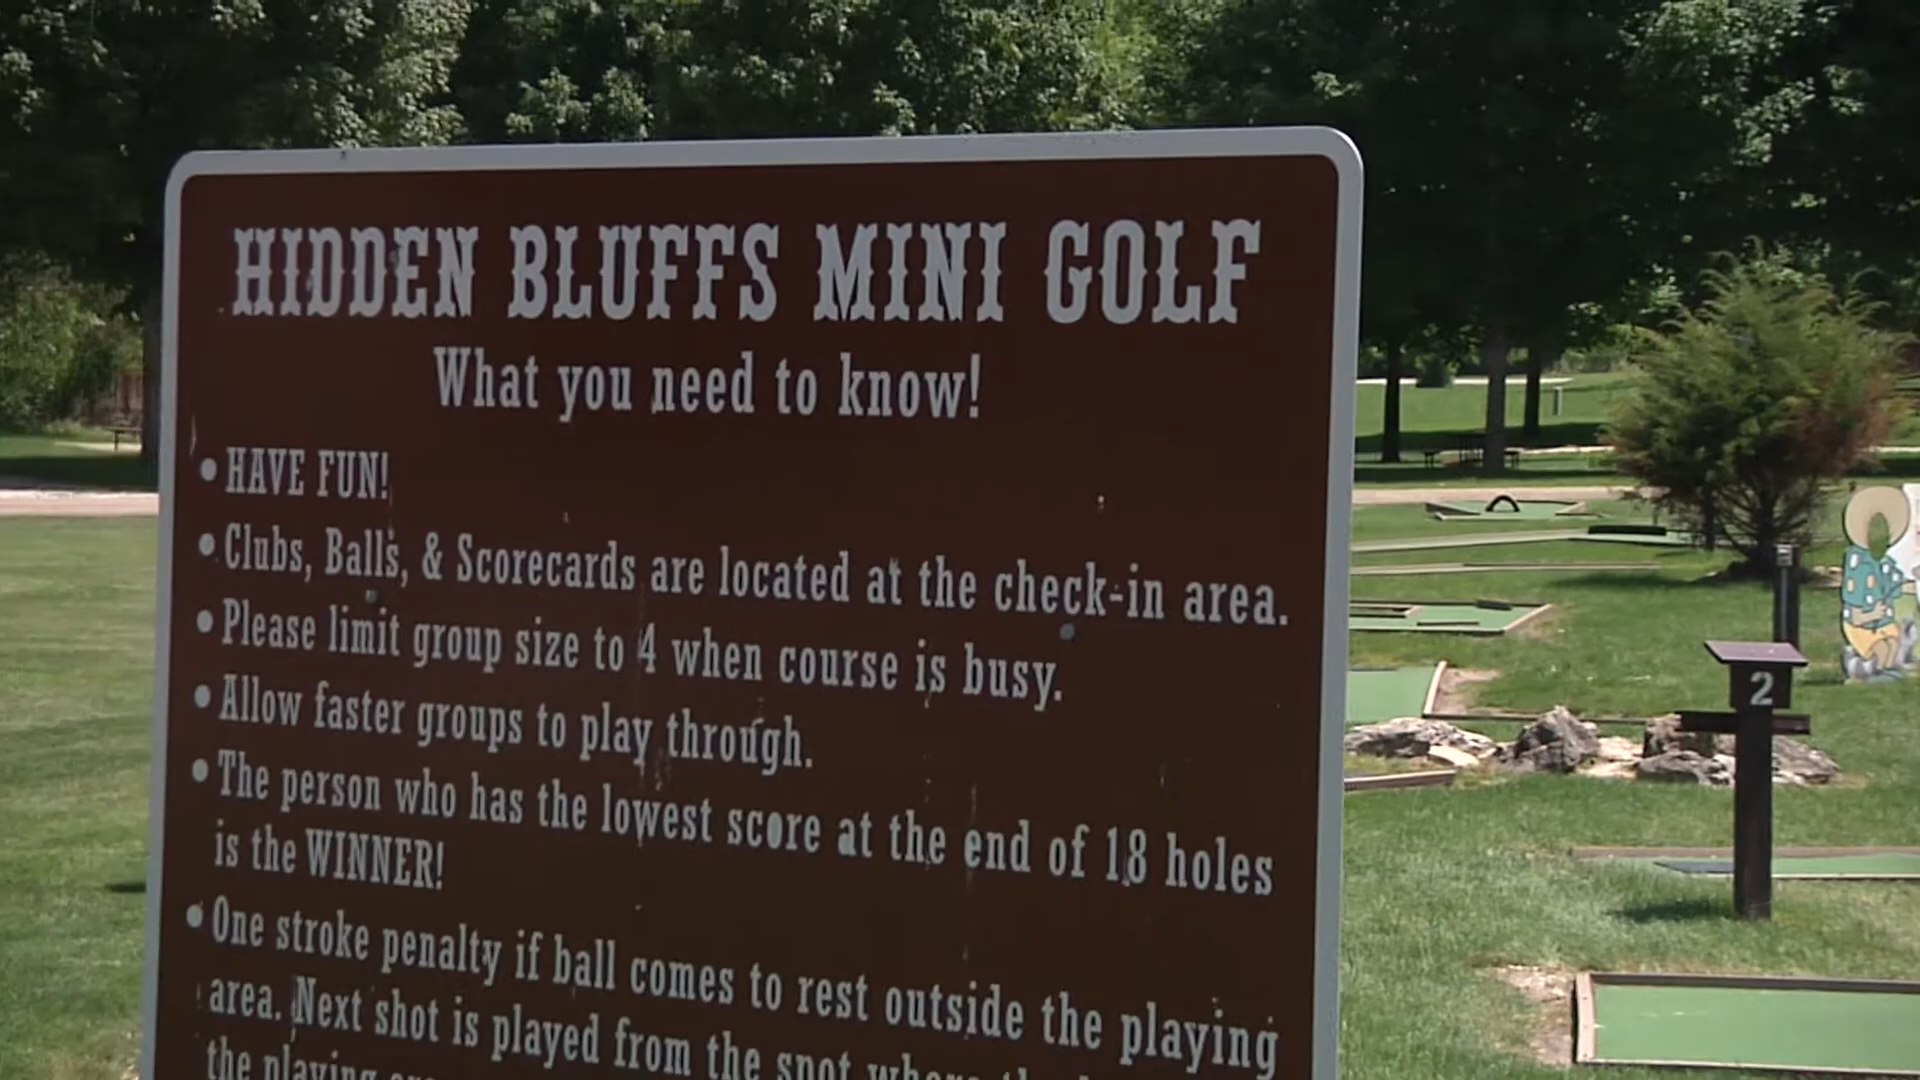 HIDDEN BLUFFS MINI GOLF
What you need to know!
• HAVE FUN!
• Clubs, Balls, & Scorecards are located at the check-in area.
• Please limit group size to 4 when course is busy.
• Allow faster groups to play through.
• The person who has the lowest score at the end of 18 holes
is the WINNER!
• One stroke penalty if ball comes to rest outside the playing
area. Next shot is played from the spot where
the playing
2